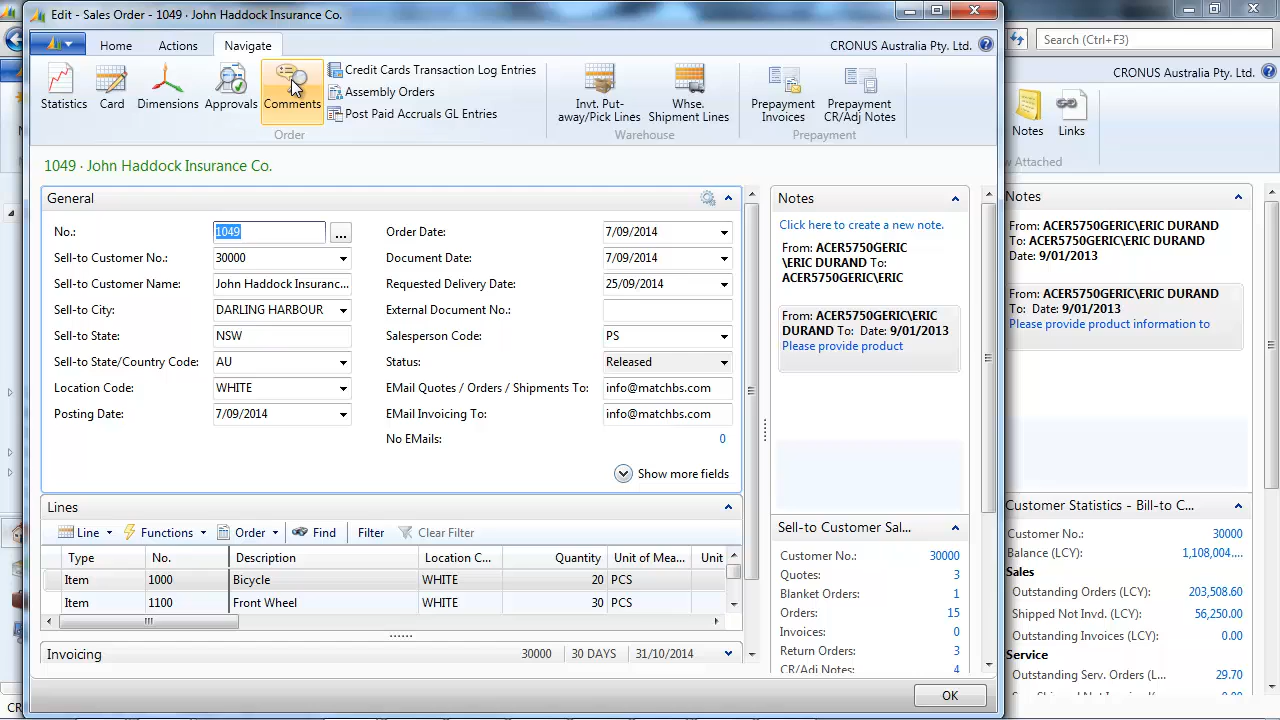 Edit - Sales Order - 1049 · John Haddock Insurance Co.
Search (Ctrl+F3)
Home Actions Navigate CRONUS Australia Pty. Ltd.
CRONUS Australia Pty. Ltd.
Statistics
Card
Dimensions
Approvals
Comments
Credit Cards Transaction Log Entries
Assembly Orders
Post Paid Accruals GL Entries
Order
Invt. Put-
away/Pick Lines
Whse.
Shipment Lines
Warehouse
Prepayment
Invoices
Prepayment
CR/Adj Notes
Prepayment
Notes
Links
Attached
1049 · John Haddock Insurance Co.
General
No.: 1049 ...
Sell-to Customer No.: 30000
Sell-to Customer Name: John Haddock Insuranc...
Sell-to City: DARLING HARBOUR
Sell-to State: NSW
Sell-to State/Country Code: AU
Location Code: WHITE
Posting Date: 7/09/2014
Order Date: 7/09/2014
Document Date: 7/09/2014
Requested Delivery Date: 25/09/2014
External Document No.:
Salesperson Code: PS
Status: Released
EMail Quotes / Orders / Shipments To: info@matchbs.com
EMail Invoicing To: info@matchbs.com
No EMails: 0
Show more fields
Lines
Line Functions Order Find Filter Clear Filter
Type No. Description Location C... Quantity Unit of Mea... Unit
Item 1000 Bicycle WHITE 20 PCS
Item 1100 Front Wheel WHITE 30 PCS
Invoicing 30000 30 DAYS 31/10/2014
Notes
Click here to create a new note.
From: ACER5750GERIC
\ERIC DURAND To:
ACER5750GERIC\ERIC
From: ACER5750GERIC\ERIC
DURAND To: Date: 9/01/2013
Please provide product
Sell-to Customer Sal...
Customer No.: 30000
Quotes: 3
Blanket Orders: 1
Orders: 15
Invoices: 0
Return Orders: 3
CR/Adj Notes: 4
OK
Notes
From: ACER5750GERIC\ERIC DURAND
To: ACER5750GERIC\ERIC DURAND
Date: 9/01/2013
From: ACER5750GERIC\ERIC DURAND
To: Date: 9/01/2013
Please provide product information to
Customer Statistics - Bill-to C...
Customer No.: 30000
Balance (LCY): 1,108,004....
Sales
Outstanding Orders (LCY): 203,508.60
Shipped Not Invd. (LCY): 56,250.00
Outstanding Invoices (LCY): 0.00
Service
Outstanding Serv. Orders (L... 29.70
CR